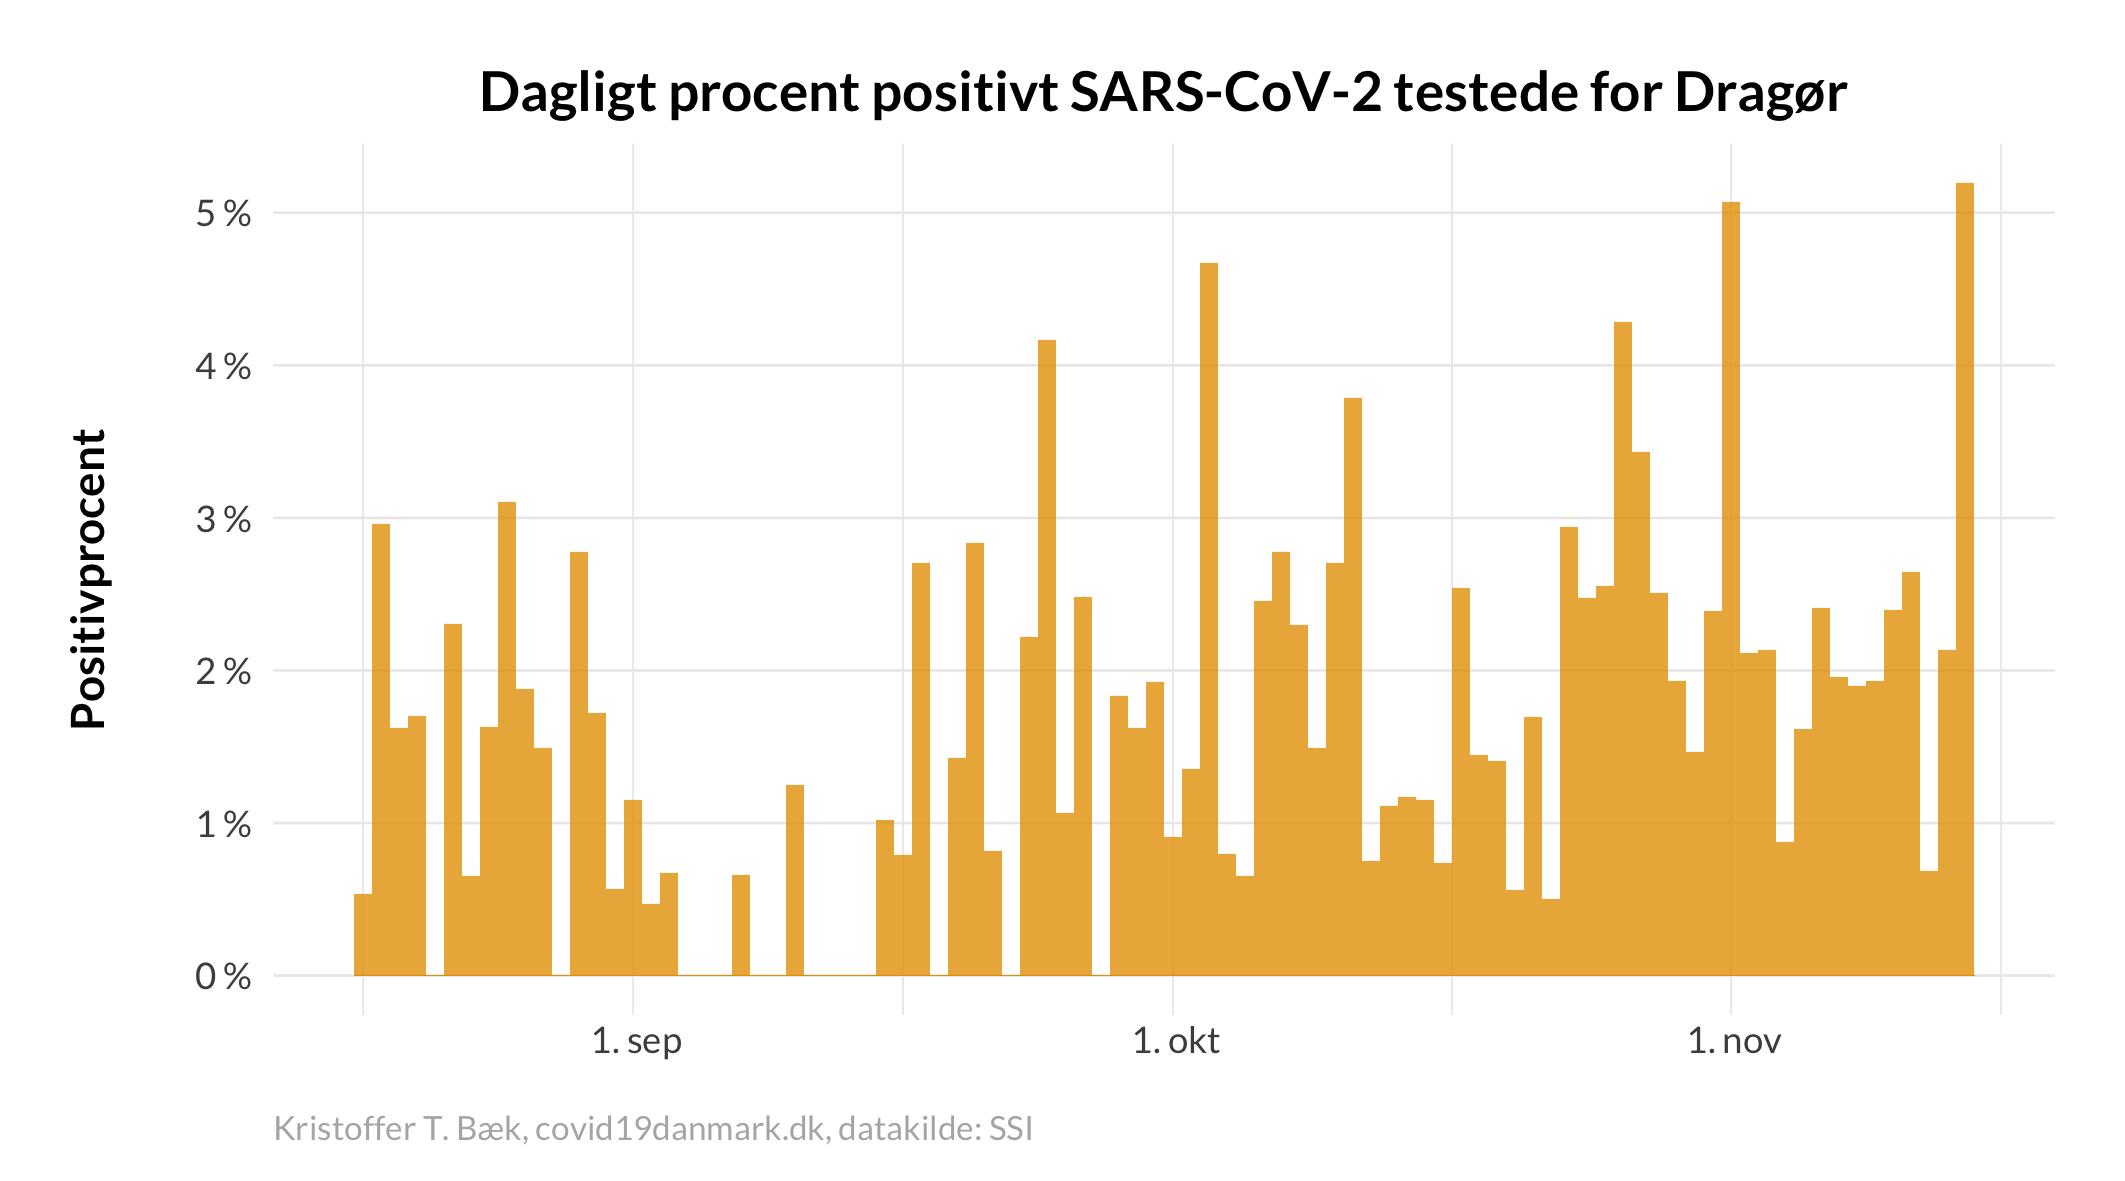 Dagligt procent positivt SARS-CoV-2 testede for Dragør
Positivprocent
5 %
4 %
3 %
2 %
1 %
0 %
1. sep
1. okt
1. nov
Kristoffer T. Bæk, covid19danmark.dk, datakilde: SSI